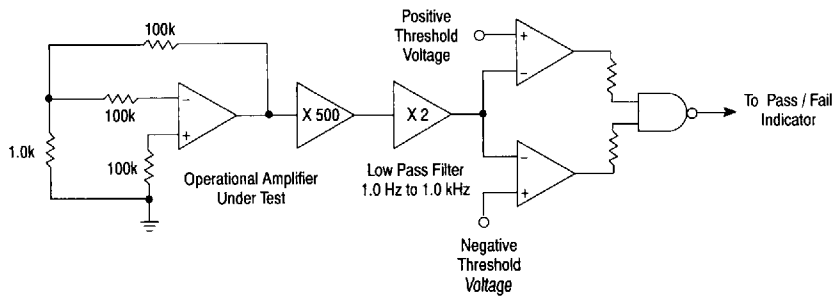 100k
100k
1.0k
100k
−
+
Operational Amplifier
Under Test
X 500
X 2
Low Pass Filter
1.0 Hz to 1.0 kHz
Positive
Threshold
Voltage
+
−
−
+
Negative
Threshold
Voltage
To Pass / Fail
Indicator